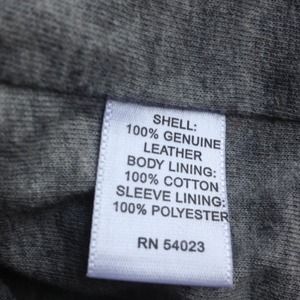 SHELL:
100% GENUINE
LEATHER
BODY LINING:
100% COTTON
SLEEVE LINING:
100% POLYESTER
RN 54023